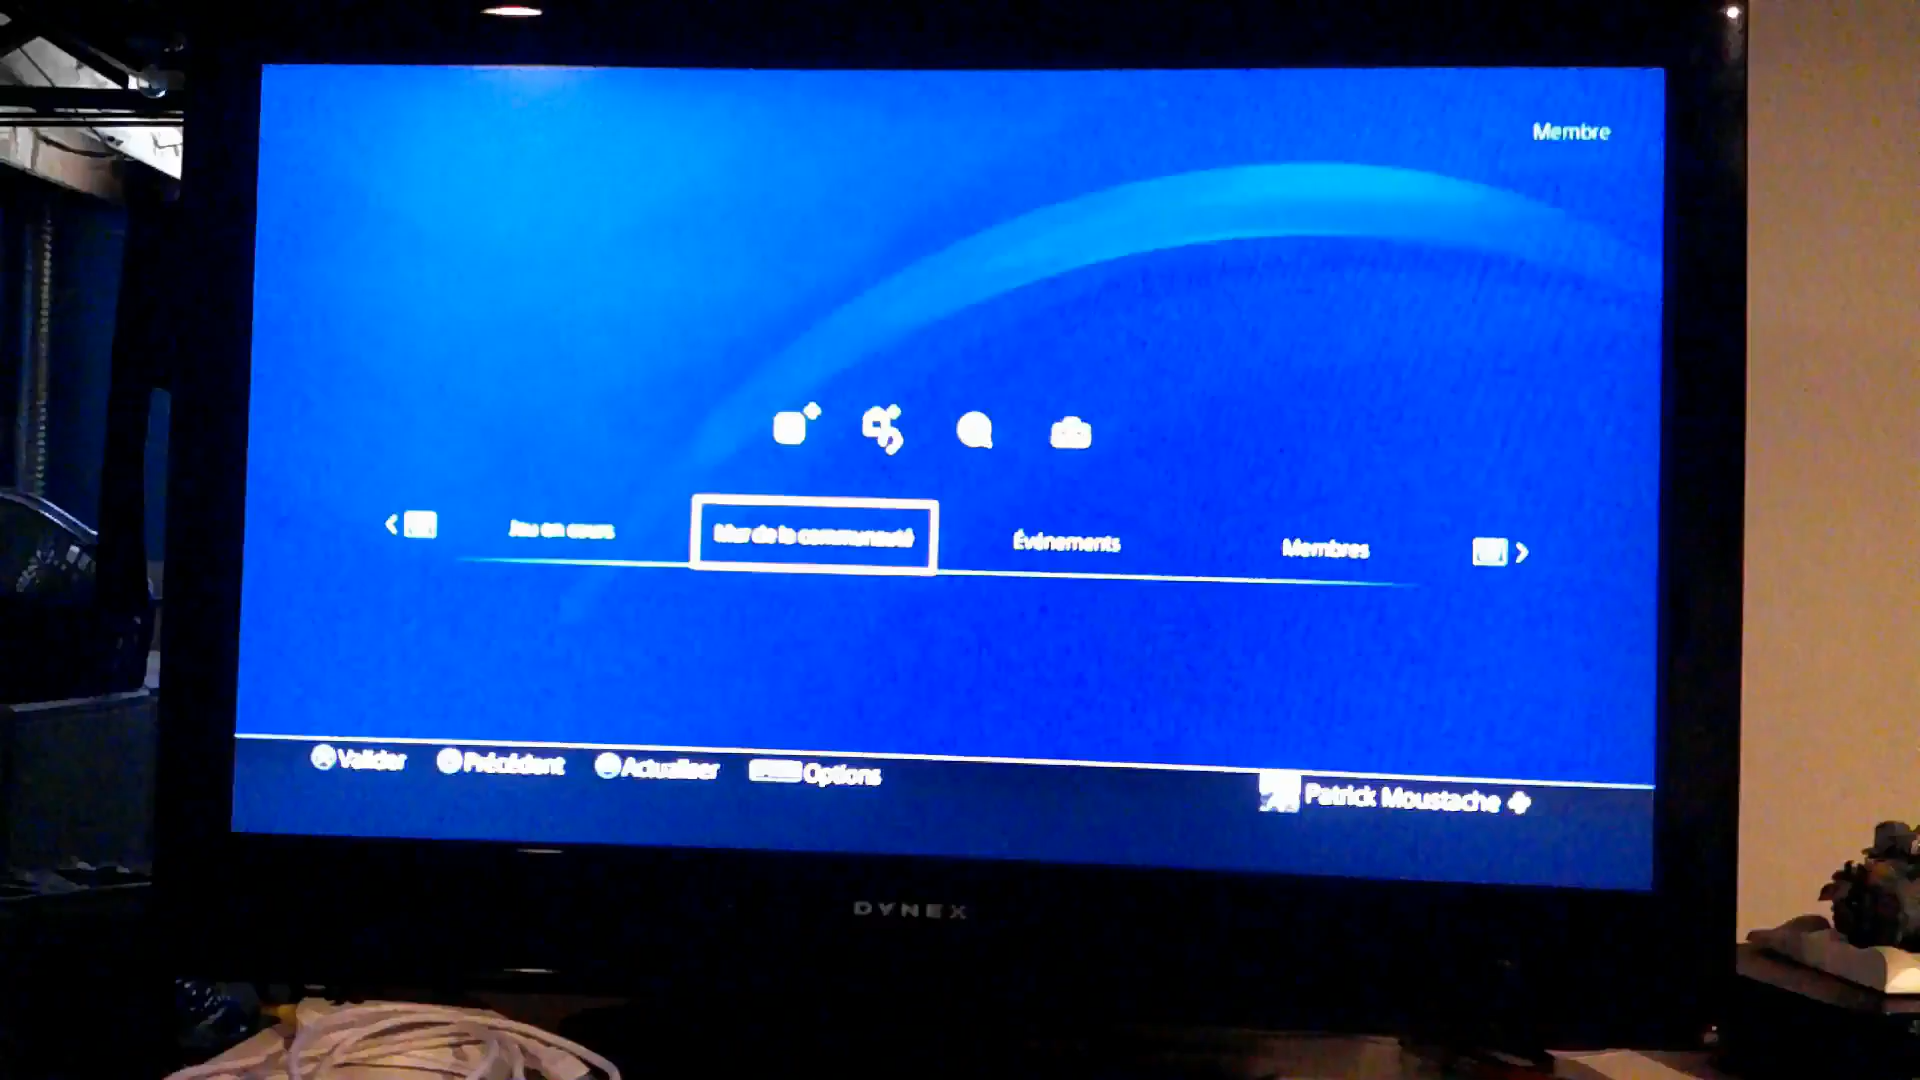 Membre
Jeu en cours
Mur de la communauté
Événements
Membres
Valider
Précédent
Actualiser
Options
Patrick Moustache
DYNEX